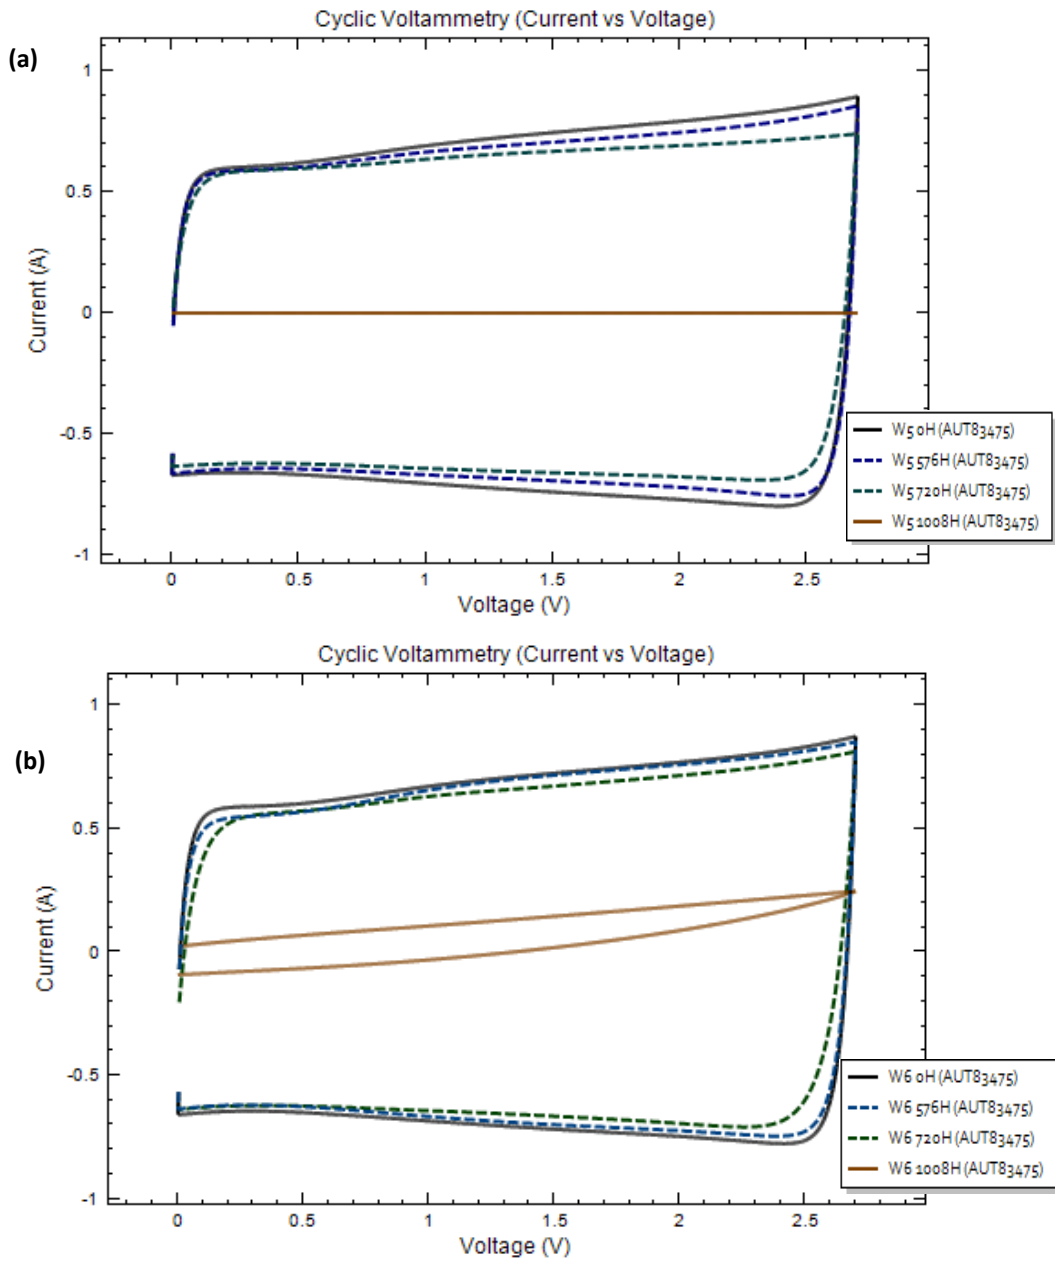 Cyclic Voltammetry (Current vs Voltage)
(a)
1
0.5
0
-0.5
-1
Current (A)
0 0.5 1 1.5 2 2.5
Voltage (V)
W5 0H (AUT83475)
W5 576H (AUT83475)
W5 720H (AUT83475)
W5 1008H (AUT83475)
Cyclic Voltammetry (Current vs Voltage)
(b)
1
0.5
0
-0.5
-1
Current (A)
0 0.5 1 1.5 2 2.5
Voltage (V)
W6 0H (AUT83475)
W6 576H (AUT83475)
W6 720H (AUT83475)
W6 1008H (AUT83475)